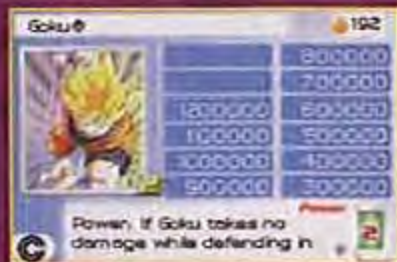 Goku 192
800000
700000
1200000 600000
1100000 500000
1000000 400000
900000 300000
Power
Power. If Goku takes no
damage while defending in
2
C